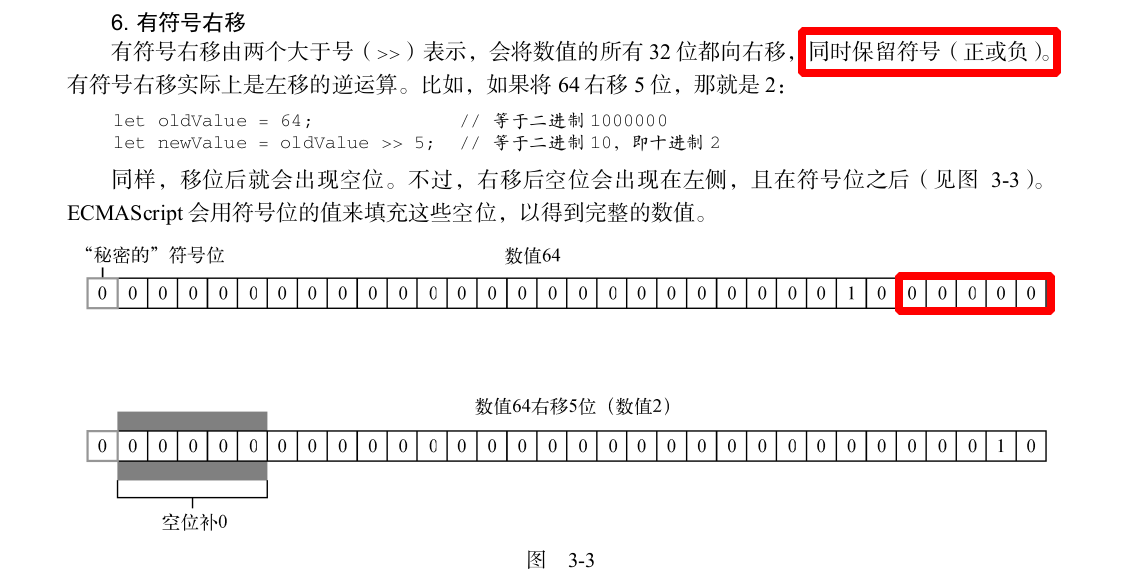 6. 有符号右移
有符号右移由两个大于号（>>）表示，会将数值的所有 32 位都向右移，同时保留符号（正或负）。
有符号右移实际上是左移的逆运算。比如，如果将 64 右移 5 位，那就是 2：
let oldValue = 64; // 等于二进制 1000000
let newValue = oldValue >> 5; // 等于二进制 10，即十进制 2
同样，移位后就会出现空位。不过，右移后空位会出现在左侧，且在符号位之后（见图 3-3）。
ECMAScript 会用符号位的值来填充这些空位，以得到完整的数值。
“秘密的”符号位 数值64
0 0 0 0 0 0 0 0 0 0 0 0 0 0 0 0 0 0 0 0 0 0 0 0 0 1 0 0 0 0 0 0
数值64右移5位（数值2）
0 0 0 0 0 0 0 0 0 0 0 0 0 0 0 0 0 0 0 0 0 0 0 0 0 0 0 0 0 0 1 0
空位补0
图 3-3